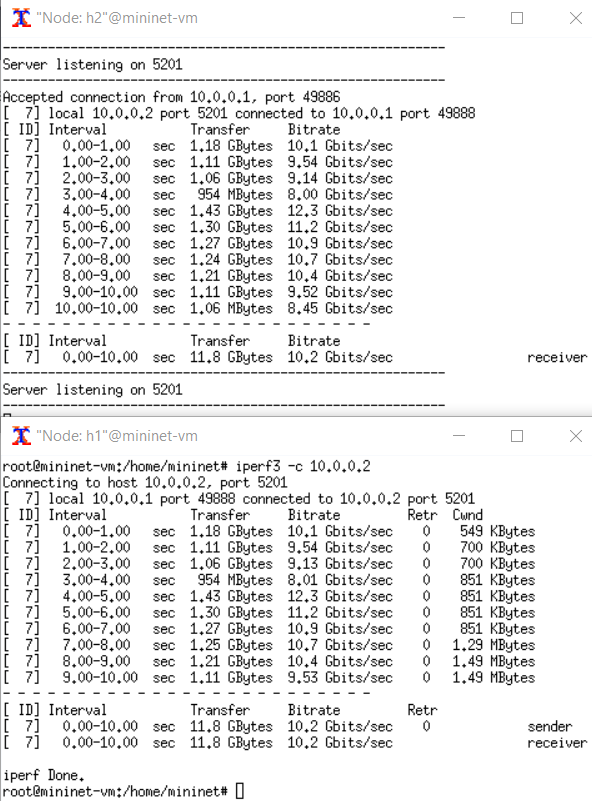 "Node: h2"@mininet-vm
-----------------------------------------------------------
Server listening on 5201
-----------------------------------------------------------
Accepted connection from 10.0.0.1, port 49886
[  7] local 10.0.0.2 port 5201 connected to 10.0.0.1 port 49888
[ ID] Interval           Transfer     Bitrate
[  7]   0.00-1.00   sec  1.18 GBytes  10.1 Gbits/sec
[  7]   1.00-2.00   sec  1.11 GBytes  9.54 Gbits/sec
[  7]   2.00-3.00   sec  1.06 GBytes  9.14 Gbits/sec
[  7]   3.00-4.00   sec   954 MBytes  8.00 Gbits/sec
[  7]   4.00-5.00   sec  1.43 GBytes  12.3 Gbits/sec
[  7]   5.00-6.00   sec  1.30 GBytes  11.2 Gbits/sec
[  7]   6.00-7.00   sec  1.27 GBytes  10.9 Gbits/sec
[  7]   7.00-8.00   sec  1.24 GBytes  10.7 Gbits/sec
[  7]   8.00-9.00   sec  1.21 GBytes  10.4 Gbits/sec
[  7]   9.00-10.00  sec  1.11 GBytes  9.52 Gbits/sec
[  7]  10.00-10.00  sec  1.06 MBytes  8.45 Gbits/sec
- - - - - - - - - - - - - - - - - - - - - - - - -
[ ID] Interval           Transfer     Bitrate
[  7]   0.00-10.00  sec  11.8 GBytes  10.2 Gbits/sec                  receiver
-----------------------------------------------------------
Server listening on 5201
-----------------------------------------------------------
"Node: h1"@mininet-vm
root@mininet-vm:/home/mininet# iperf3 -c 10.0.0.2
Connecting to host 10.0.0.2, port 5201
[  7] local 10.0.0.1 port 49888 connected to 10.0.0.2 port 5201
[ ID] Interval           Transfer     Bitrate         Retr  Cwnd
[  7]   0.00-1.00   sec  1.18 GBytes  10.1 Gbits/sec    0    549 KBytes
[  7]   1.00-2.00   sec  1.11 GBytes  9.54 Gbits/sec    0    700 KBytes
[  7]   2.00-3.00   sec  1.06 GBytes  9.13 Gbits/sec    0    700 KBytes
[  7]   3.00-4.00   sec   954 MBytes  8.01 Gbits/sec    0    851 KBytes
[  7]   4.00-5.00   sec  1.43 GBytes  12.3 Gbits/sec    0    851 KBytes
[  7]   5.00-6.00   sec  1.30 GBytes  11.2 Gbits/sec    0    851 KBytes
[  7]   6.00-7.00   sec  1.27 GBytes  10.9 Gbits/sec    0    851 KBytes
[  7]   7.00-8.00   sec  1.25 GBytes  10.7 Gbits/sec    0   1.29 MBytes
[  7]   8.00-9.00   sec  1.21 GBytes  10.4 Gbits/sec    0   1.49 MBytes
[  7]   9.00-10.00  sec  1.11 GBytes  9.53 Gbits/sec    0   1.49 MBytes
- - - - - - - - - - - - - - - - - - - - - - - - -
[ ID] Interval           Transfer     Bitrate         Retr
[  7]   0.00-10.00  sec  11.8 GBytes  10.2 Gbits/sec    0             sender
[  7]   0.00-10.00  sec  11.8 GBytes  10.2 Gbits/sec                  receiver
iperf Done.
root@mininet-vm:/home/mininet#